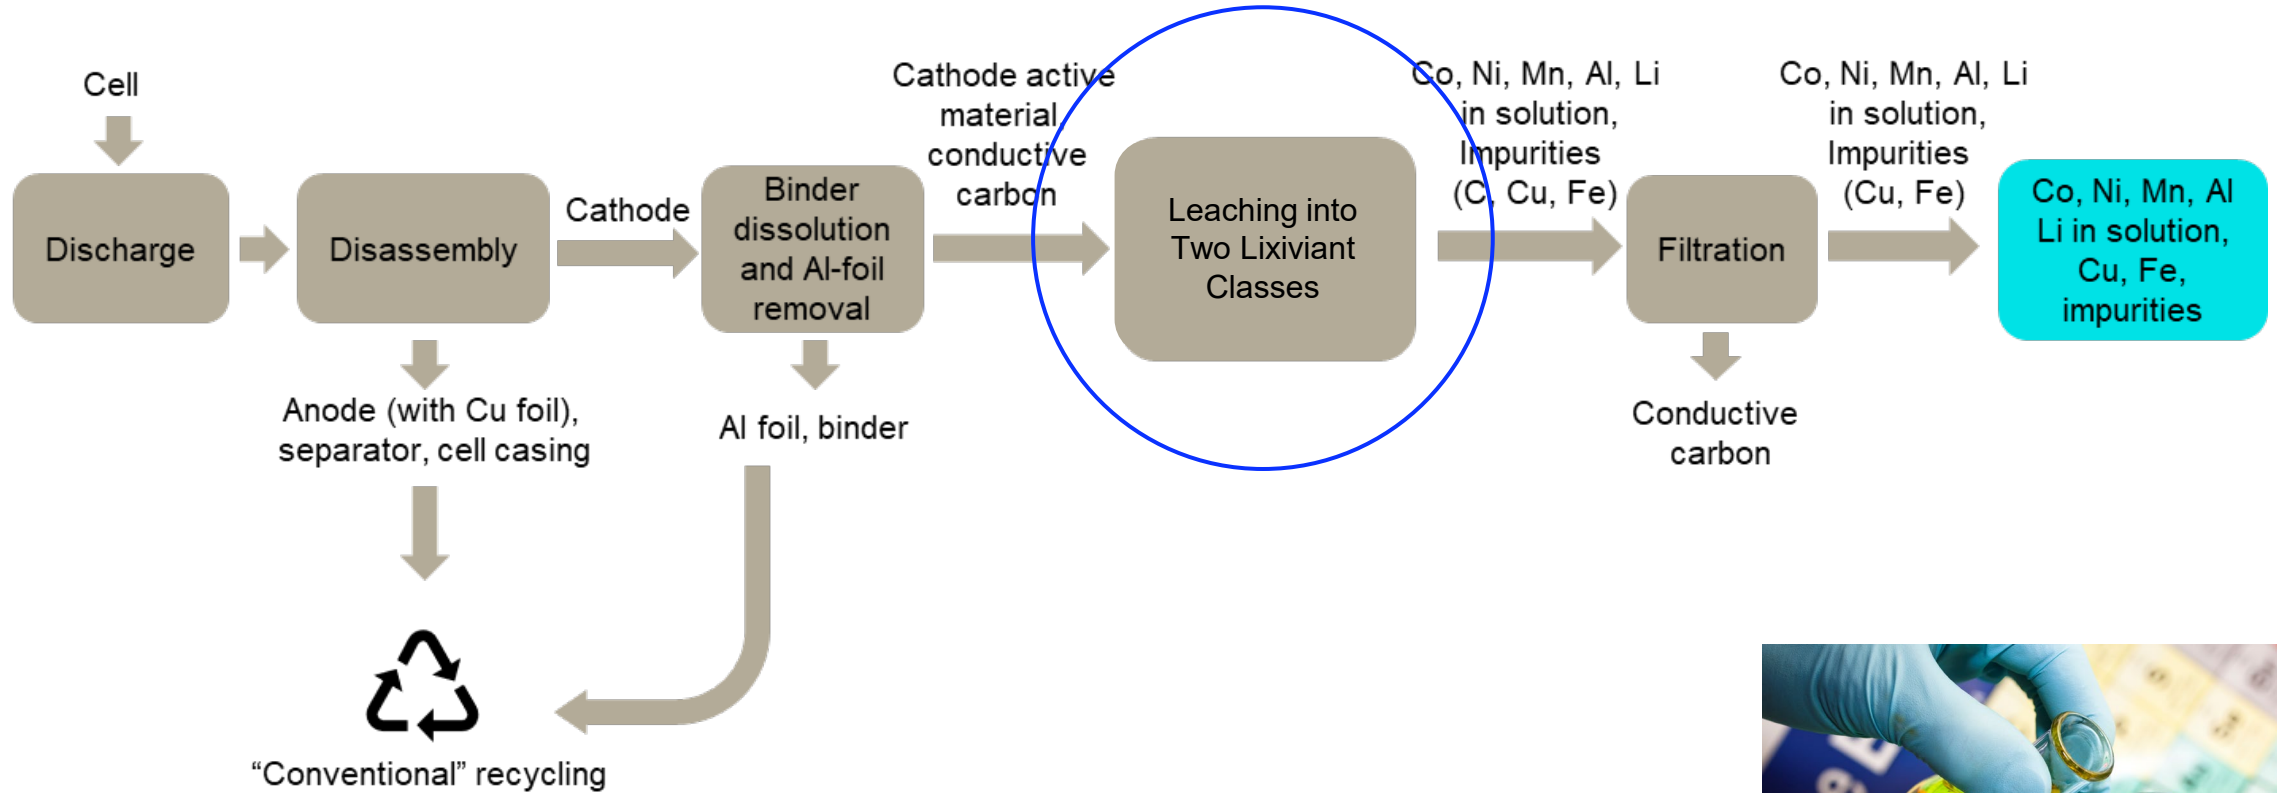 Cell
Discharge
Disassembly
Cathode
Binder
dissolution
and Al-foil
removal
Cathode active
material,
conductive
carbon
Leaching into
Two Lixiviant
Classes
Co, Ni, Mn, Al, Li
in solution,
Impurities
(C, Cu, Fe)
Filtration
Co, Ni, Mn, Al, Li
in solution,
Impurities
(Cu, Fe)
Co, Ni, Mn, Al
Li in solution,
Cu, Fe,
impurities
Anode (with Cu foil),
separator, cell casing
Al foil, binder
Conductive
carbon
“Conventional” recycling